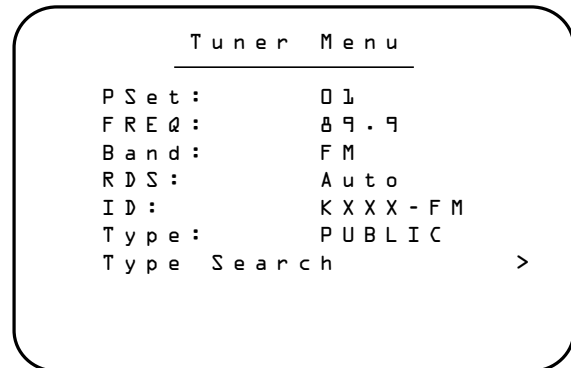 Tuner Menu
PSet: 01
FREQ: 89.9
Band: FM
RDS: Auto
ID: KXXX-FM
Type: PUBLIC
Type Search >